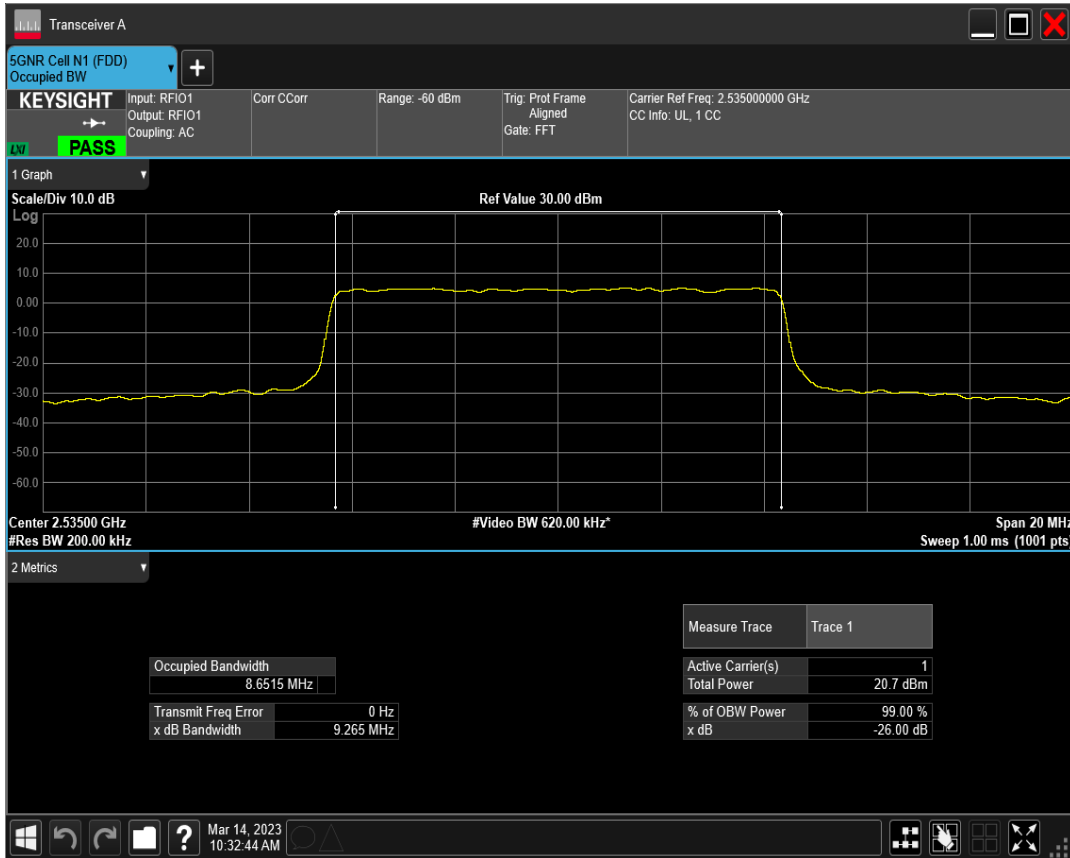 Transceiver A
5GNR Cell N1 (FDD)
Occupied BW
+
KEYSIGHT
LXI
PASS
Input: RFIO1
Output: RFIO1
Coupling: AC
Corr CCorr
Range: -60 dBm
Trig: Prot Frame
Aligned
Gate: FFT
Carrier Ref Freq: 2.535000000 GHz
CC Info: UL, 1 CC
1 Graph
Scale/Div 10.0 dB
Ref Value 30.00 dBm
Log
20.0
10.0
0.00
-10.0
-20.0
-30.0
-40.0
-50.0
-60.0
Center 2.53500 GHz
#Video BW 620.00 kHz*
Span 20 MHz
#Res BW 200.00 kHz
Sweep 1.00 ms (1001 pts)
2 Metrics
Measure Trace Trace 1
Occupied Bandwidth
8.6515 MHz
Transmit Freq Error 0 Hz
x dB Bandwidth 9.265 MHz
Active Carrier(s) 1
Total Power 20.7 dBm
% of OBW Power 99.00 %
x dB -26.00 dB
?
Mar 14, 2023
10:32:44 AM